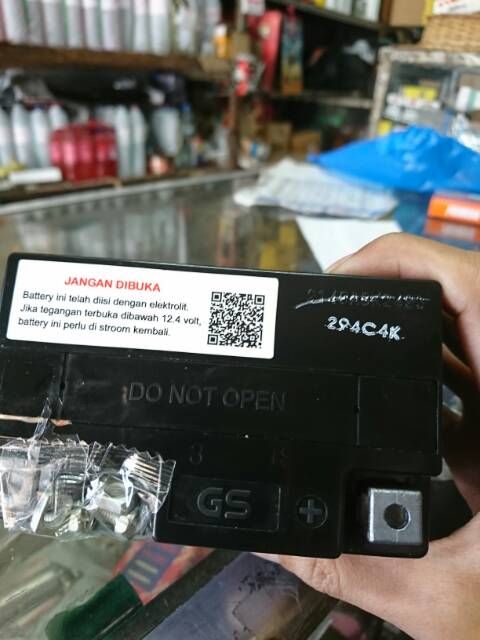 JANGAN DIBUKA
Battery ini telah diisi dengan elektrolit.
Jika tegangan terbuka dibawah 12.4 volt,
battery ini perlu di stroom kembali.
294C4K
DO NOT OPEN
GS
+